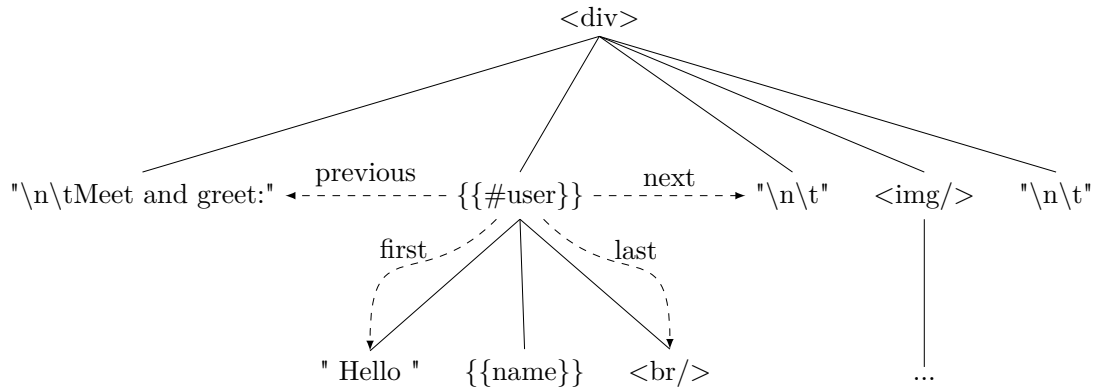 <div>
"\n\tMeet and greet:" previous {{#user}} next "\n\t" <img/> "\n\t"
first last
" Hello " {{name}} <br/> ...